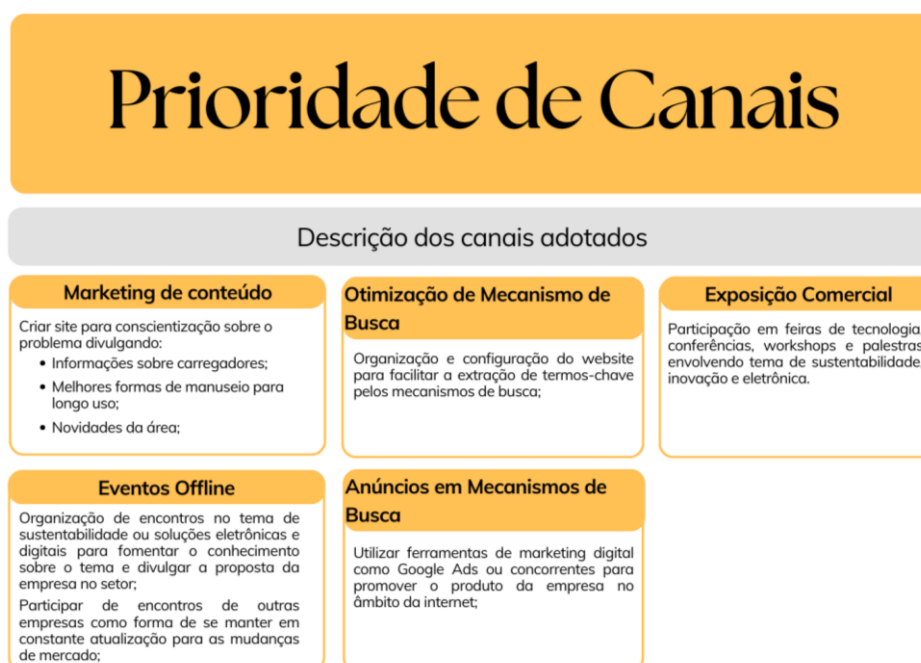 Prioridade de Canais
Descrição dos canais adotados
Marketing de conteúdo
Criar site para conscientização sobre o
problema divulgando:
• Informações sobre carregadores;
• Melhores formas de manuseio para
longo uso;
• Novidades da área;
Otimização de Mecanismo de
Busca
Organização e configuração do website
para facilitar a extração de termos-chave
pelos mecanismos de busca;
Exposição Comercial
Participação em feiras de tecnologia,
conferências, workshops e palestras
envolvendo tema de sustentabilidade,
inovação e eletrônica.
Eventos Offline
Organização de encontros no tema de
sustentabilidade ou soluções eletrônicas e
digitais para fomentar o conhecimento
sobre o tema e divulgar a proposta da
empresa no setor;
Participar de encontros de outras
empresas como forma de se manter em
constante atualização para as mudanças
de mercado;
Anúncios em Mecanismos de
Busca
Utilizar ferramentas de marketing digital
como Google Ads ou concorrentes para
promover o produto da empresa no
âmbito da internet;